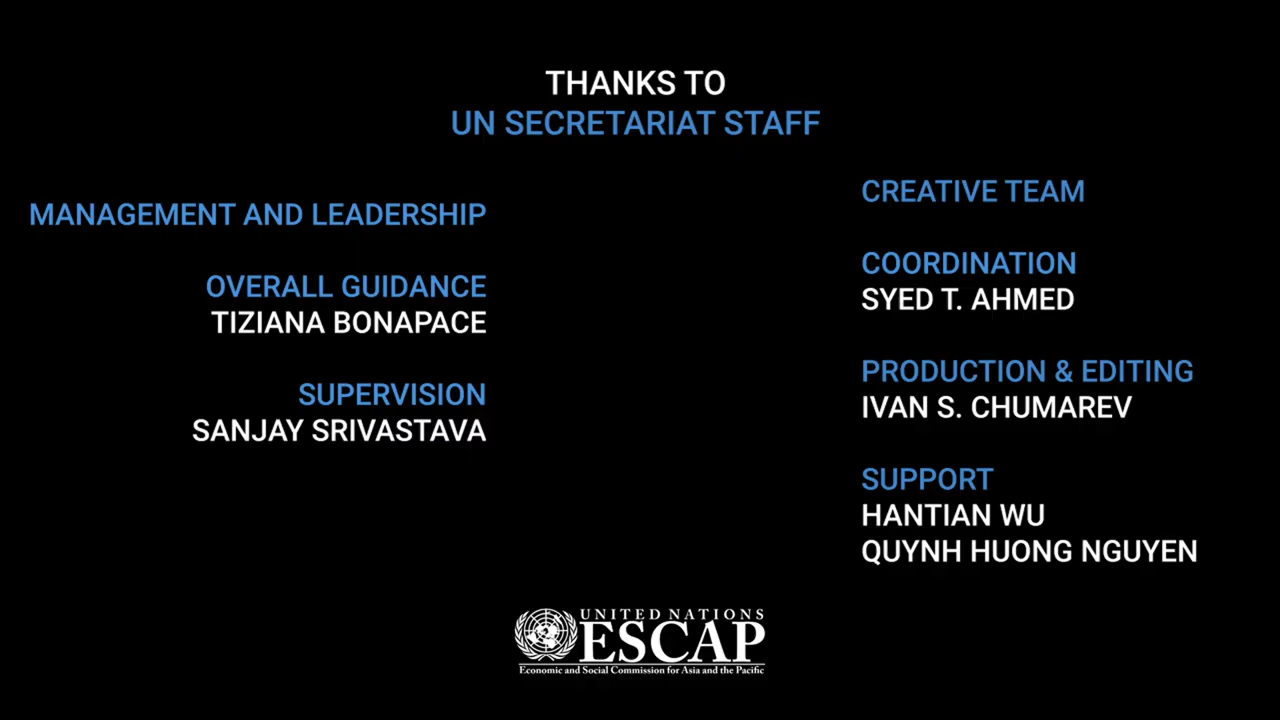 THANKS TO
UN SECRETARIAT STAFF
MANAGEMENT AND LEADERSHIP
OVERALL GUIDANCE
TIZIANA BONAPACE
SUPERVISION
SANJAY SRIVASTAVA
CREATIVE TEAM
COORDINATION
SYED T. AHMED
PRODUCTION & EDITING
IVAN S. CHUMAREV
SUPPORT
HANTIAN WU
QUYNH HUONG NGUYEN
UNITED NATIONS
ESCAP
Economic and Social Commission for Asia and the Pacific